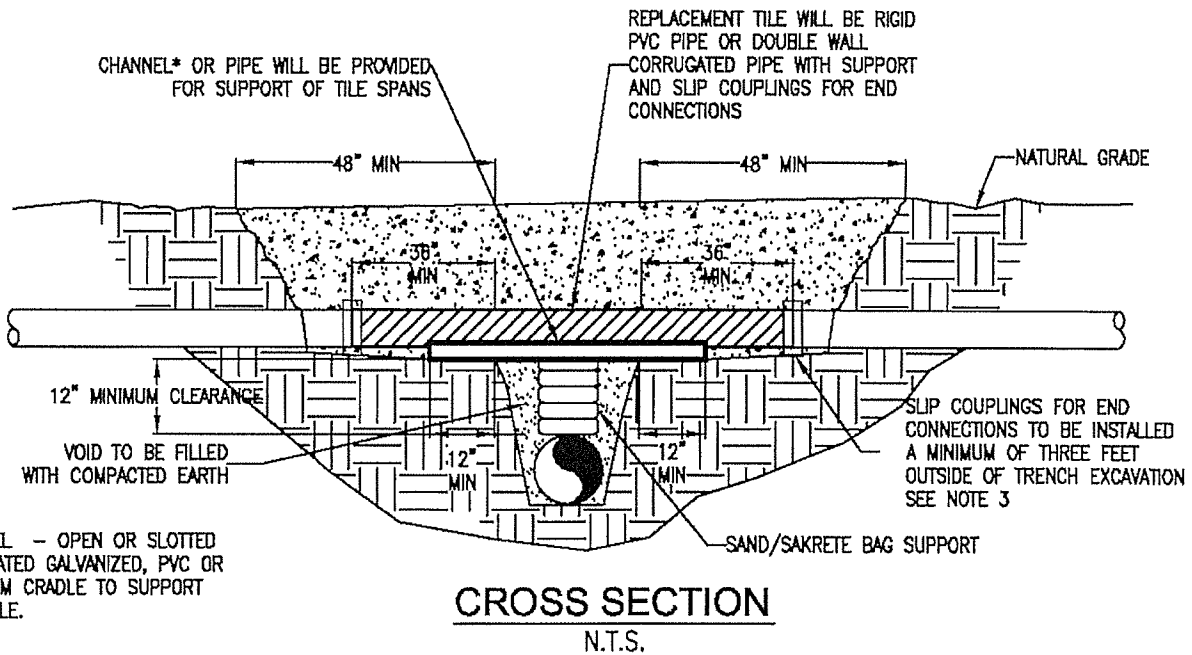 REPLACEMENT TILE WILL BE RIGID
PVC PIPE OR DOUBLE WALL
CORRUGATED PIPE WITH SUPPORT
AND SLIP COUPLINGS FOR END
CONNECTIONS
CHANNEL* OR PIPE WILL BE PROVIDED
FOR SUPPORT OF TILE SPANS
48" MIN
48" MIN
NATURAL GRADE
36"
MIN
36"
MIN
12" MINIMUM CLEARANCE
VOID TO BE FILLED
WITH COMPACTED EARTH
12"
MIN
12"
MIN
SLIP COUPLINGS FOR END
CONNECTIONS TO BE INSTALLED
A MINIMUM OF THREE FEET
OUTSIDE OF TRENCH EXCAVATION
SEE NOTE 3
SAND/SAKRETE BAG SUPPORT
– OPEN OR SLOTTED
GALVANIZED, PVC OR
CRADLE TO SUPPORT
CROSS SECTION
N.T.S.